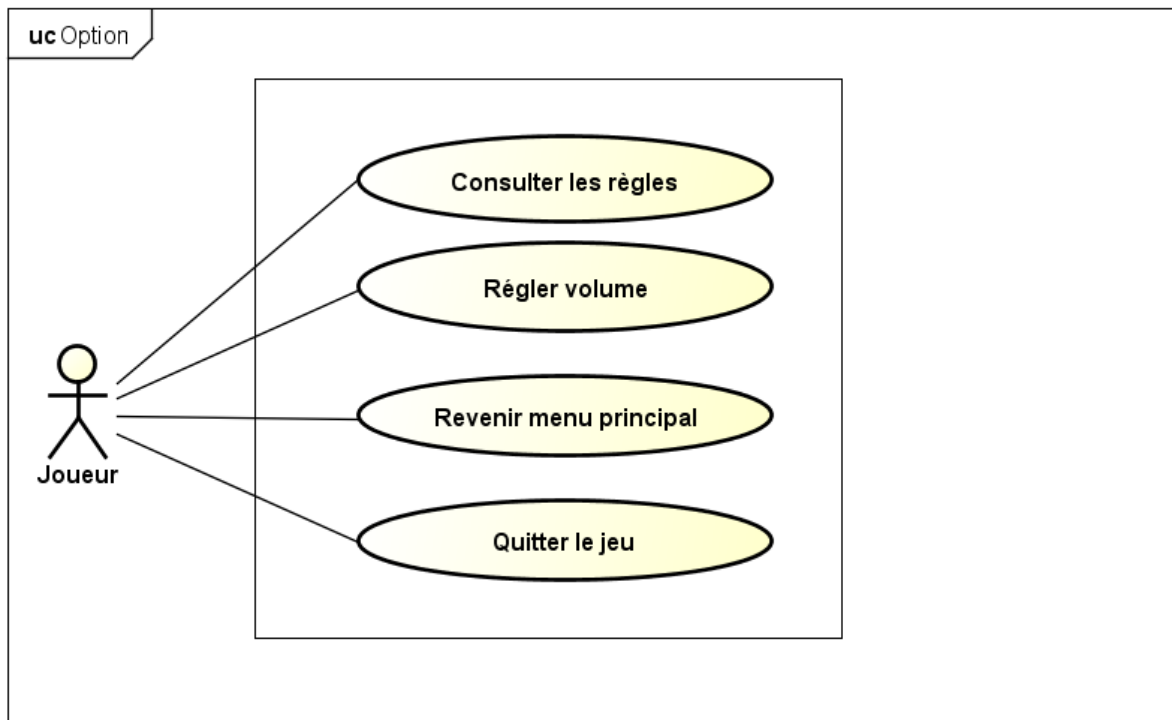 uc Option
Consulter les règles
Régler volume
Revenir menu principal
Joueur
Quitter le jeu